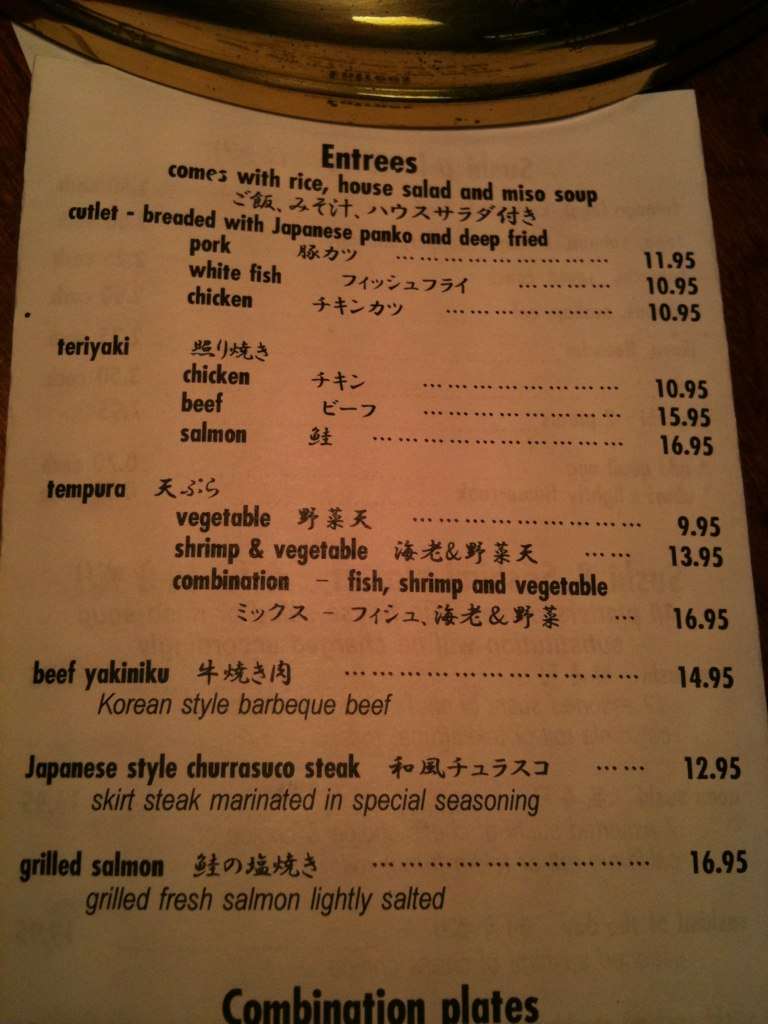 Entrees
comes with rice, house salad and miso soup
ご飯、みそ汁、ハウスサラダ付き
cutlet - breaded with Japanese panko and deep fried
pork 豚カツ ........................ 11.95
white fish フィッシュフライ ............ 10.95
chicken チキンカツ ..................... 10.95
teriyaki 照り焼き
chicken チキン ........................... 10.95
beef ビーフ ........................... 15.95
salmon 鮭 ................................. 16.95
tempura 天ぷら
vegetable 野菜天 .............................. 9.95
shrimp & vegetable 海老&野菜天 ...... 13.95
combination - fish, shrimp and vegetable
ミックス - フィシュ、海老&野菜 ... 16.95
beef yakiniku 牛焼き肉 ....................................... 14.95
Korean style barbeque beef
Japanese style churrasuco steak 和風チュラスコ ...... 12.95
skirt steak marinated in special seasoning
grilled salmon 鮭の塩焼き .................................... 16.95
grilled fresh salmon lightly salted
Combination plates